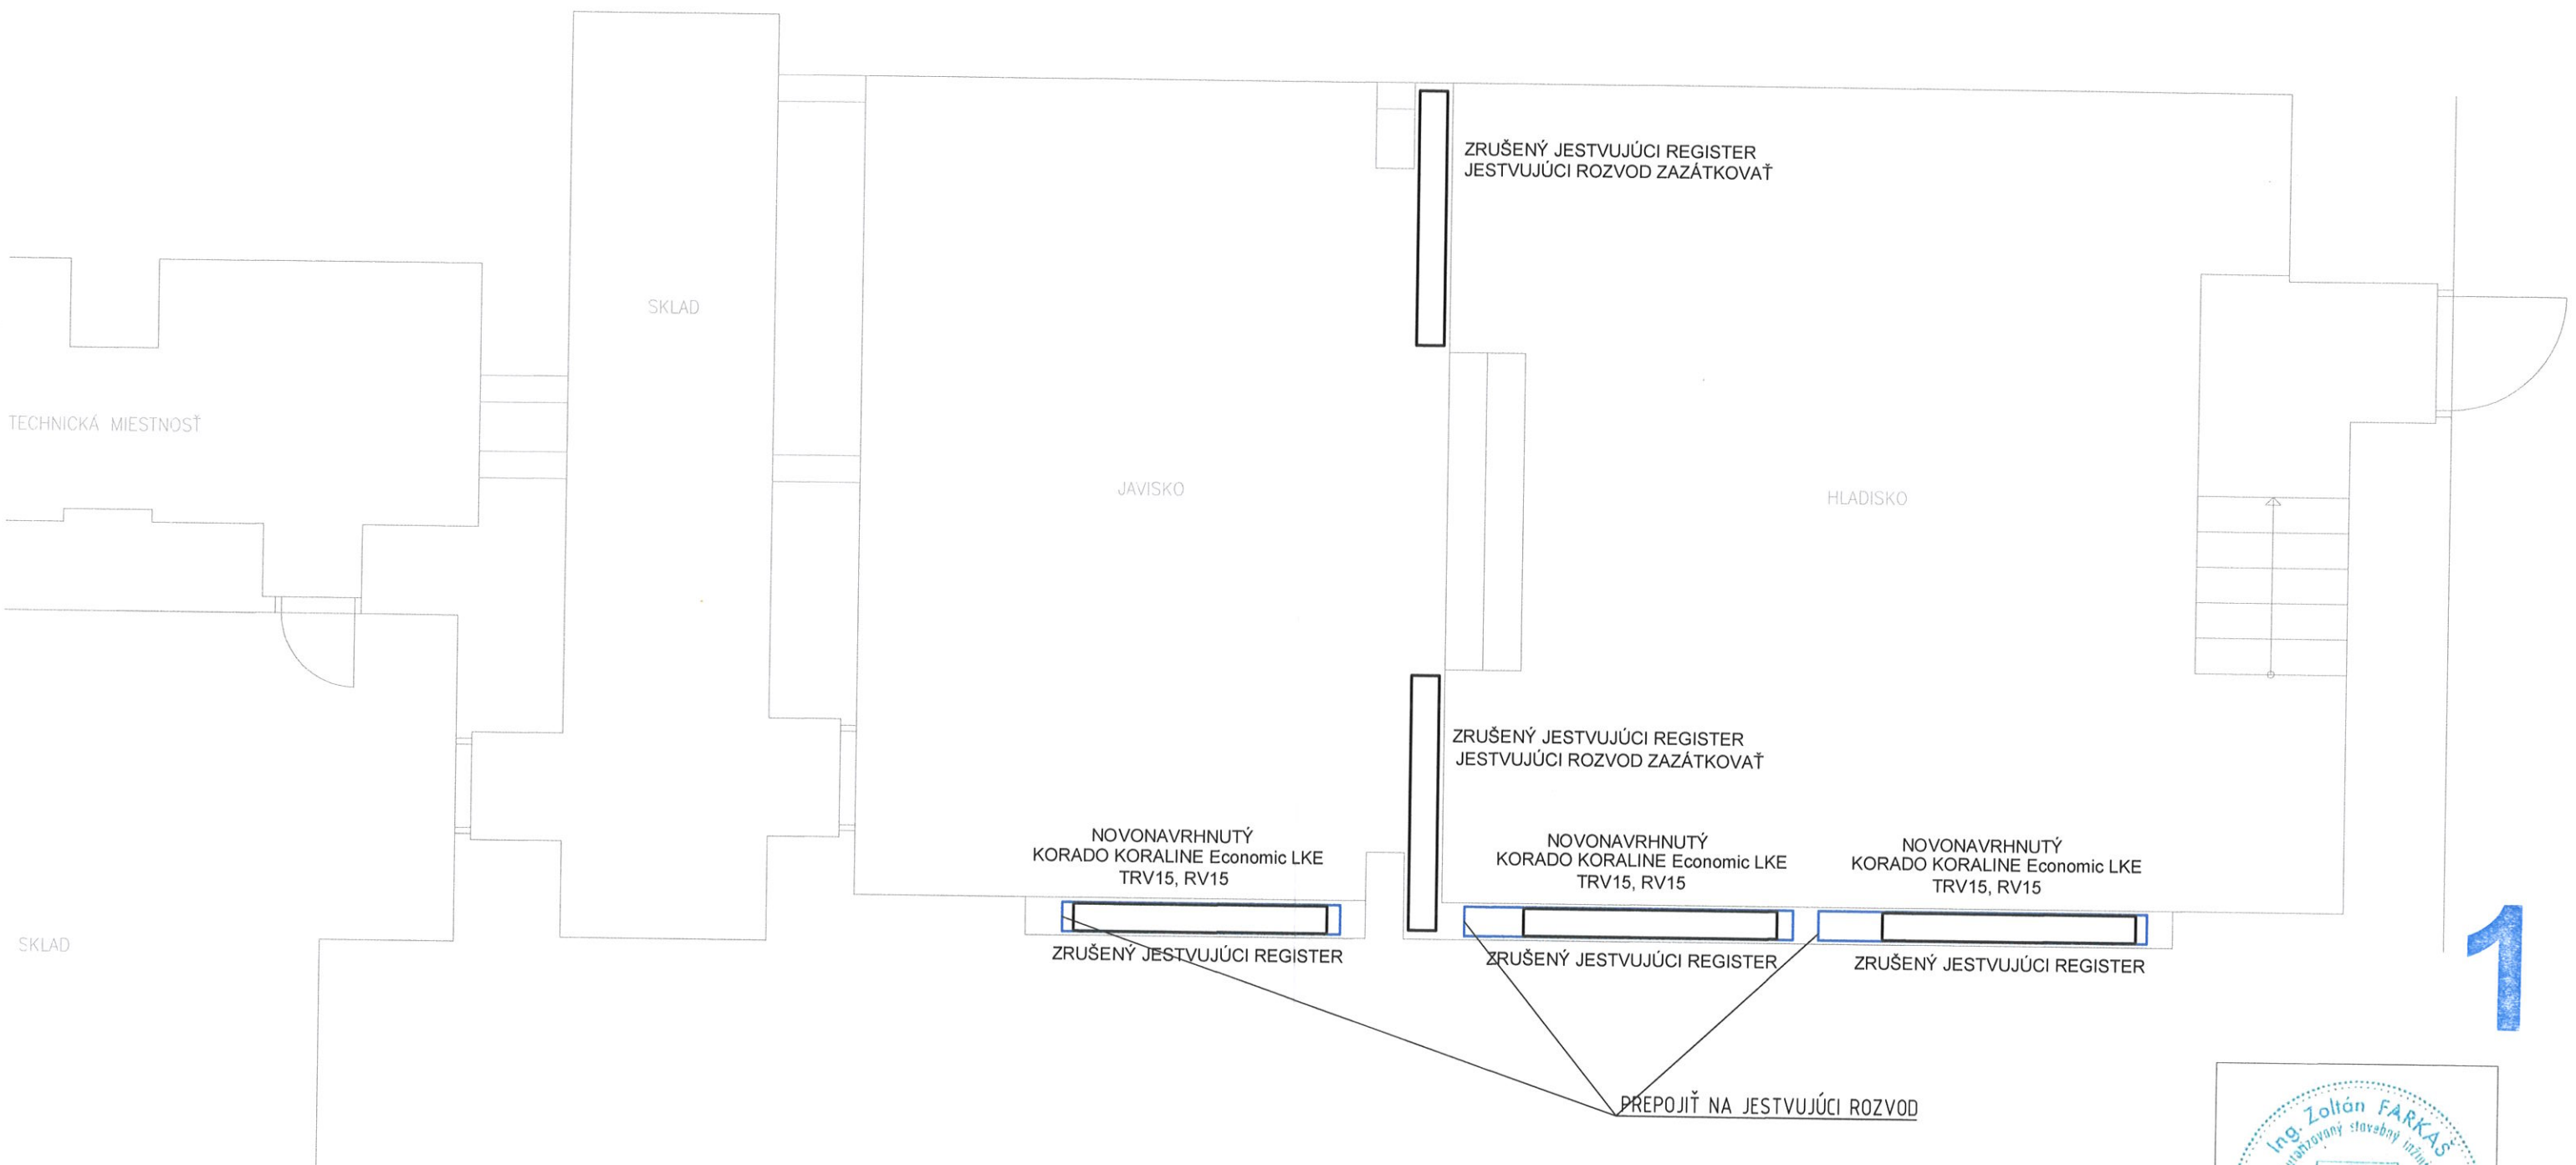 ZRUŠENÝ JESTVUJÚCI REGISTER
JESTVUJÚCI ROZVOD ZAZÁTKOVAŤ
SKLAD
TECHNICKÁ MIESTNOSŤ
JAVISKO
HLADISKO
ZRUŠENÝ JESTVUJÚCI REGISTER
JESTVUJÚCI ROZVOD ZAZÁTKOVAŤ
NOVONAVRHNUTÝ
KORADO KORALINE Economic LKE
TRV15, RV15
NOVONAVRHNUTÝ
KORADO KORALINE Economic LKE
TRV15, RV15
NOVONAVRHNUTÝ
KORADO KORALINE Economic LKE
TRV15, RV15
SKLAD
ZRUŠENÝ JESTVUJÚCI REGISTER
ZRUŠENÝ JESTVUJÚCI REGISTER
ZRUŠENÝ JESTVUJÚCI REGISTER
1
PREPOJIŤ NA JESTVUJÚCI ROZVOD
Ing. Zoltán FARKAŠ
stavebný